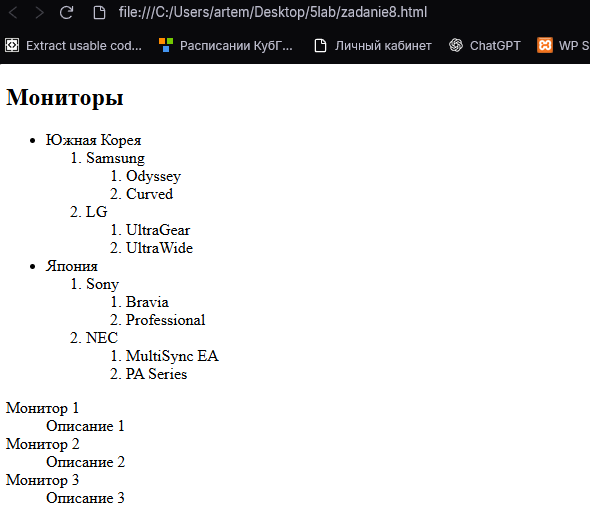 file:///C:/Users/artem/Desktop/5lab/zadanie8.html
Extract usable cod... Расписании КубГ... Личный кабинет ChatGPT WP S
Мониторы
• Южная Корея
1. Samsung
1. Odyssey
2. Curved
2. LG
1. UltraGear
2. UltraWide
• Япония
1. Sony
1. Bravia
2. Professional
2. NEC
1. MultiSync EA
2. PA Series
Монитор 1
Описание 1
Монитор 2
Описание 2
Монитор 3
Описание 3